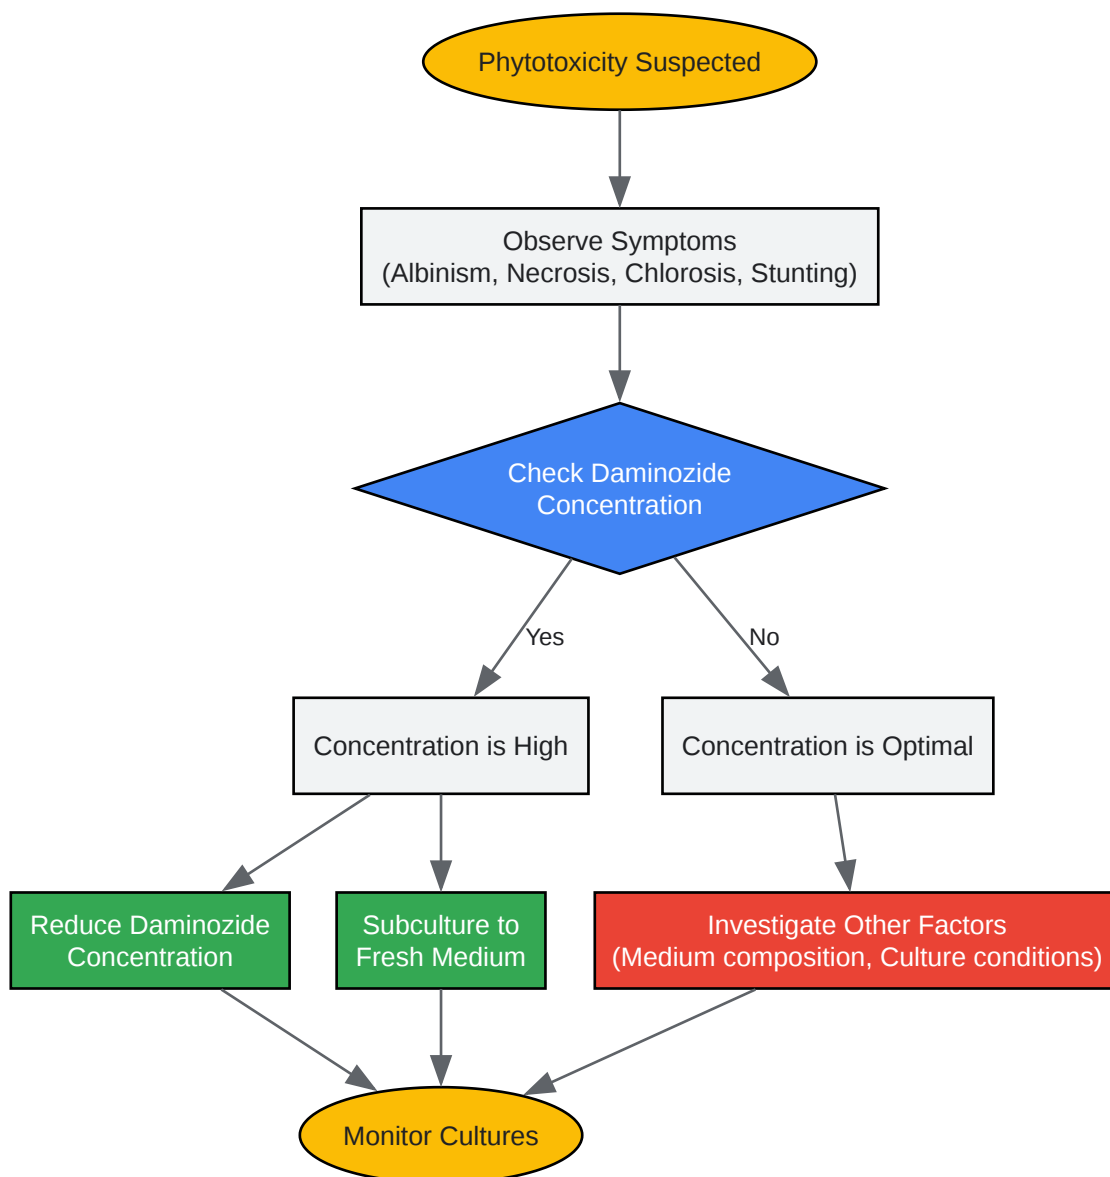 Phytotoxicity Suspected
Observe Symptoms
(Albinism, Necrosis, Chlorosis, Stunting)
Check Daminozide
Concentration
Yes
No
Concentration is High
Concentration is Optimal
Reduce Daminozide
Concentration
Subculture to
Fresh Medium
Investigate Other Factors
(Medium composition, Culture conditions)
Monitor Cultures